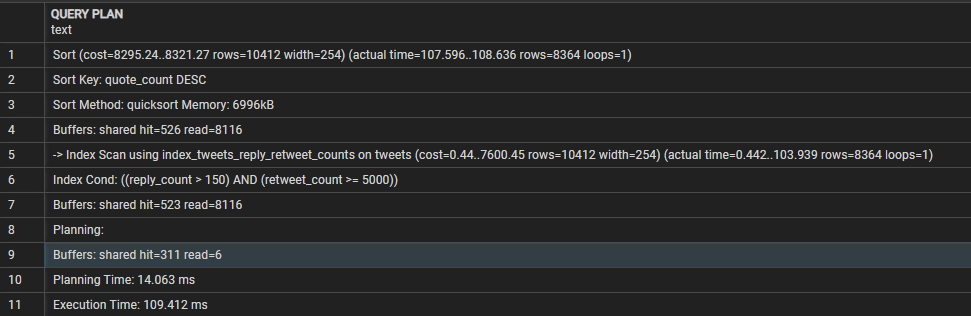 QUERY PLAN
text
1 Sort (cost=8295.24..8321.27 rows=10412 width=254) (actual time=107.596..108.636 rows=8364 loops=1)
2 Sort Key: quote_count DESC
3 Sort Method: quicksort Memory: 6996kB
4 Buffers: shared hit=526 read=8116
5 -> Index Scan using index_tweets_reply_retweet_counts on tweets (cost=0.44..7600.45 rows=10412 width=254) (actual time=0.442..103.939 rows=8364 loops=1)
6 Index Cond: ((reply_count > 150) AND (retweet_count >= 5000))
7 Buffers: shared hit=523 read=8116
8 Planning:
9 Buffers: shared hit=311 read=6
10 Planning Time: 14.063 ms
11 Execution Time: 109.412 ms